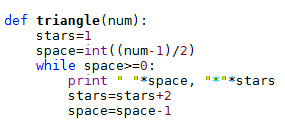 def triangle(num):
    stars=1
    space=int((num-1)/2)
    while space>=0:
        print " "*space, "*"*stars
        stars=stars+2
        space=space-1